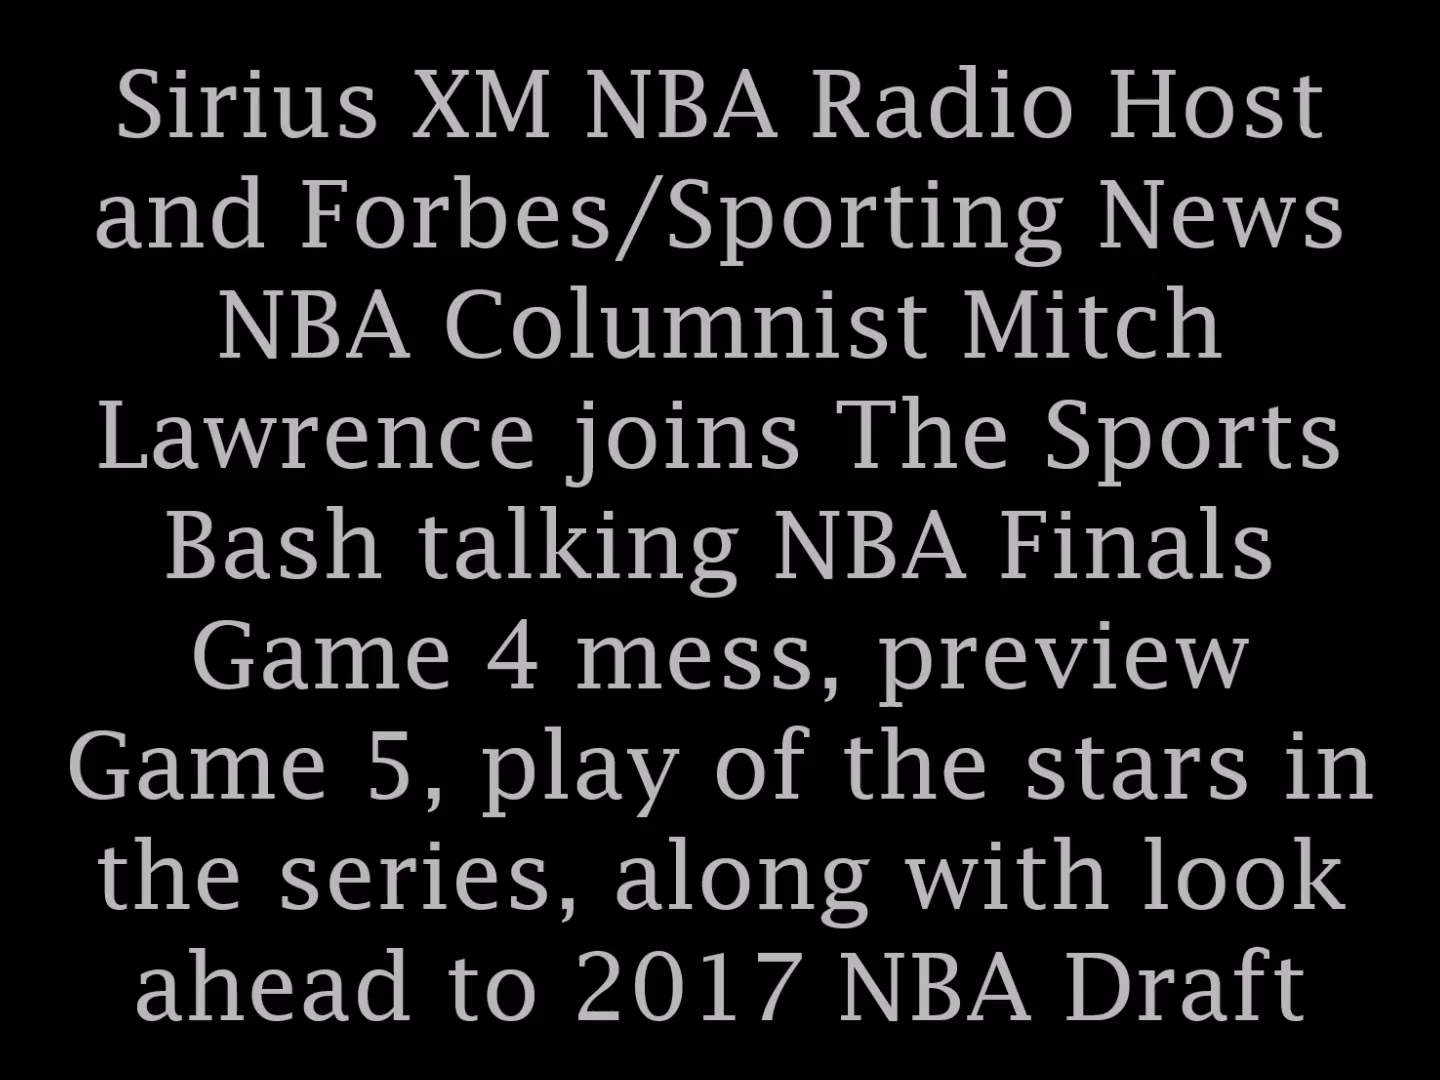 Sirius XM NBA Radio Host
and Forbes/Sporting News
NBA Columnist Mitch
Lawrence joins The Sports
Bash talking NBA Finals
Game 4 mess, preview
Game 5, play of the stars in
the series, along with look
ahead to 2017 NBA Draft